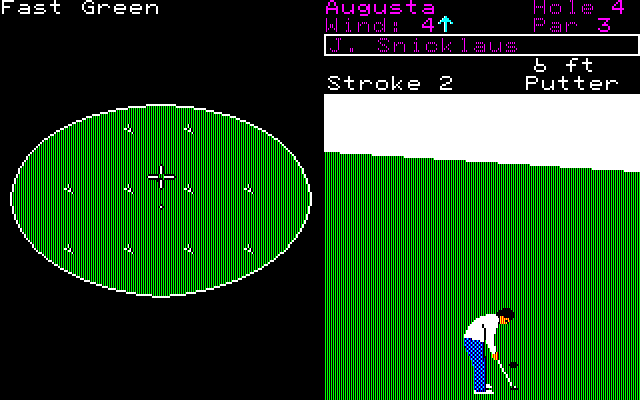 Fast Green
Augusta Hole 4
Wind: 4↑ Par 3
J. Snicklaus
6 ft
Stroke 2 Putter